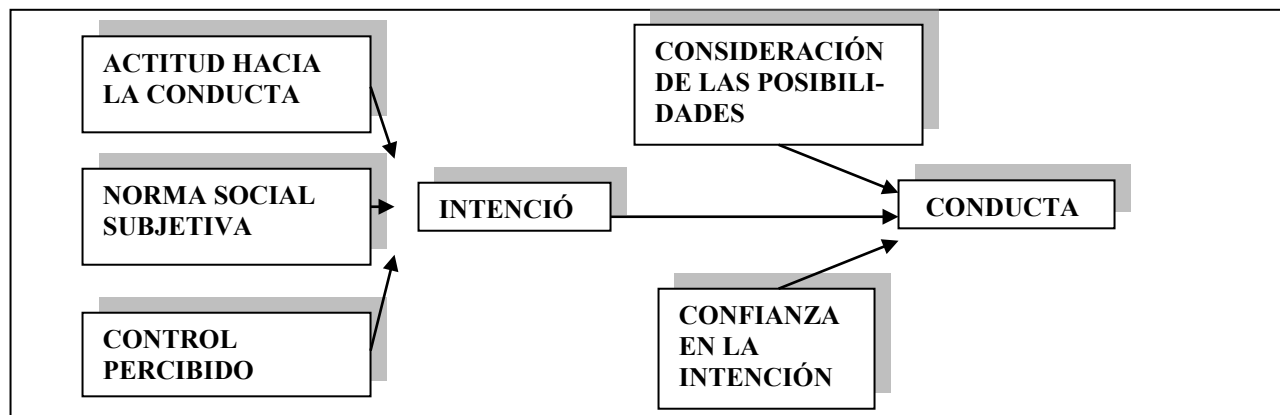 ACTITUD HACIA
LA CONDUCTA
NORMA SOCIAL
SUBJETIVA
CONTROL
PERCIBIDO
INTENCIÓ
CONSIDERACIÓN
DE LAS POSIBILI-
DADES
CONFIANZA
EN LA
INTENCIÓN
CONDUCTA